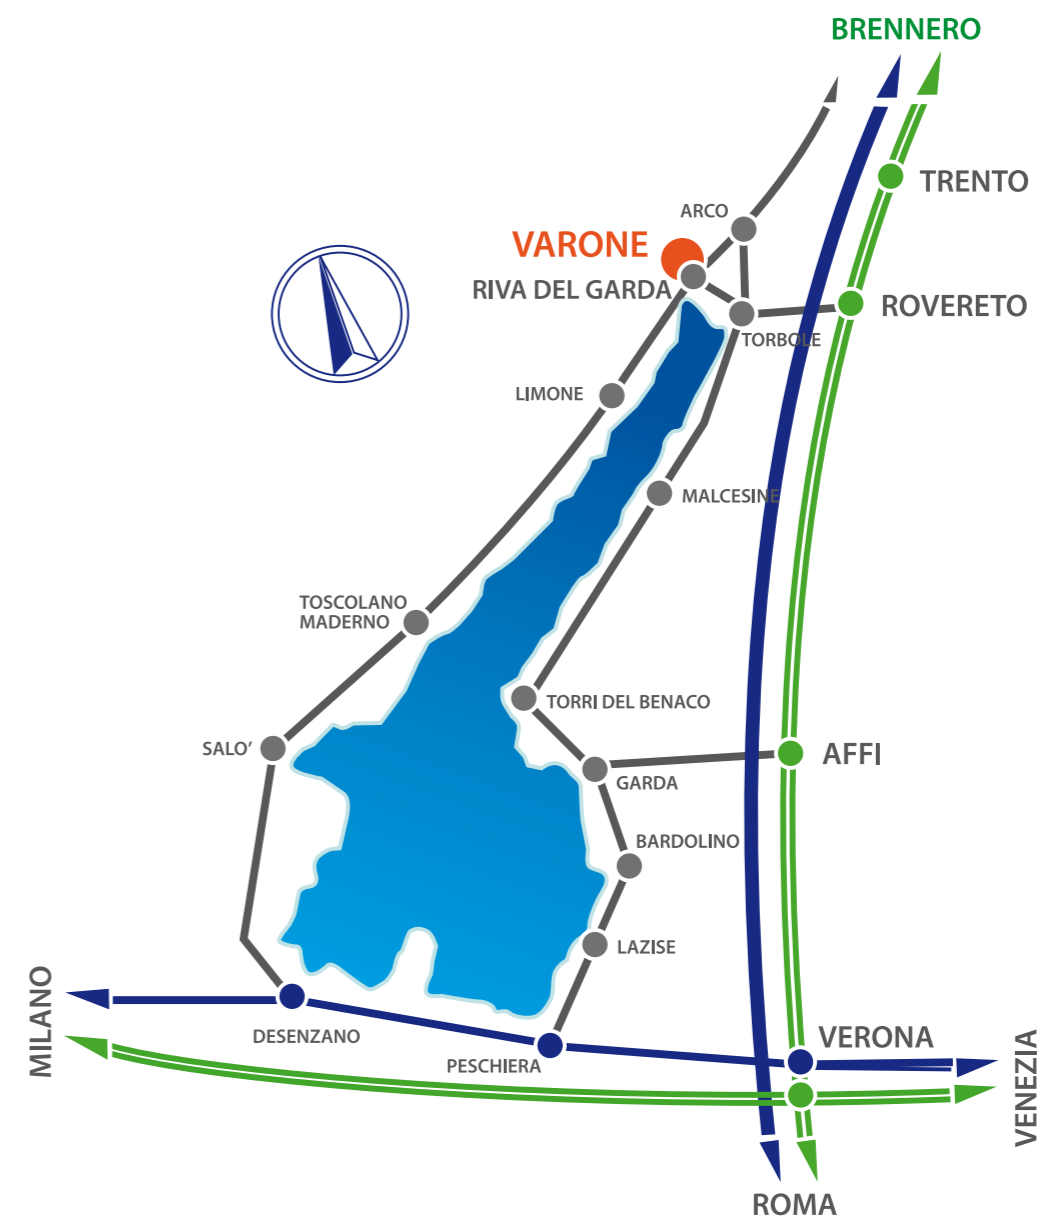 BRENNERO
TRENTO
ARCO
VARONE
RIVA DEL GARDA
ROVERETO
TORBOLE
LIMONE
MALCESINE
TOSCOLANO
MADERNO
TORRI DEL BENACO
SALO’
AFFI
GARDA
BARDOLINO
LAZISE
MILANO
DESENZANO
VERONA
PESCHIERA
VENEZIA
ROMA